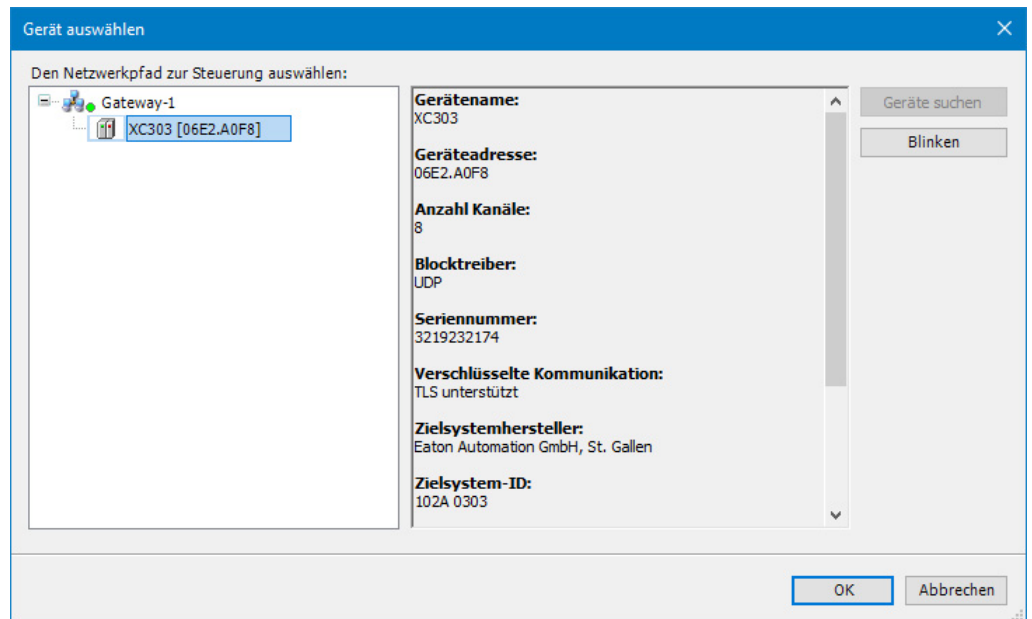 Gerät auswählen
Den Netzwerkpfad zur Steuerung auswählen:
Gateway-1
XC303 [06E2.A0F8]
Gerätename:
XC303
Geräteadresse:
06E2.A0F8
Anzahl Kanäle:
8
Blocktreiber:
UDP
Seriennummer:
3219232174
Verschlüsselte Kommunikation:
TLS unterstützt
Zielsystemhersteller:
Eaton Automation GmbH, St. Gallen
Zielsystem-ID:
102A 0303
Geräte suchen
Blinken
OK
Abbrechen